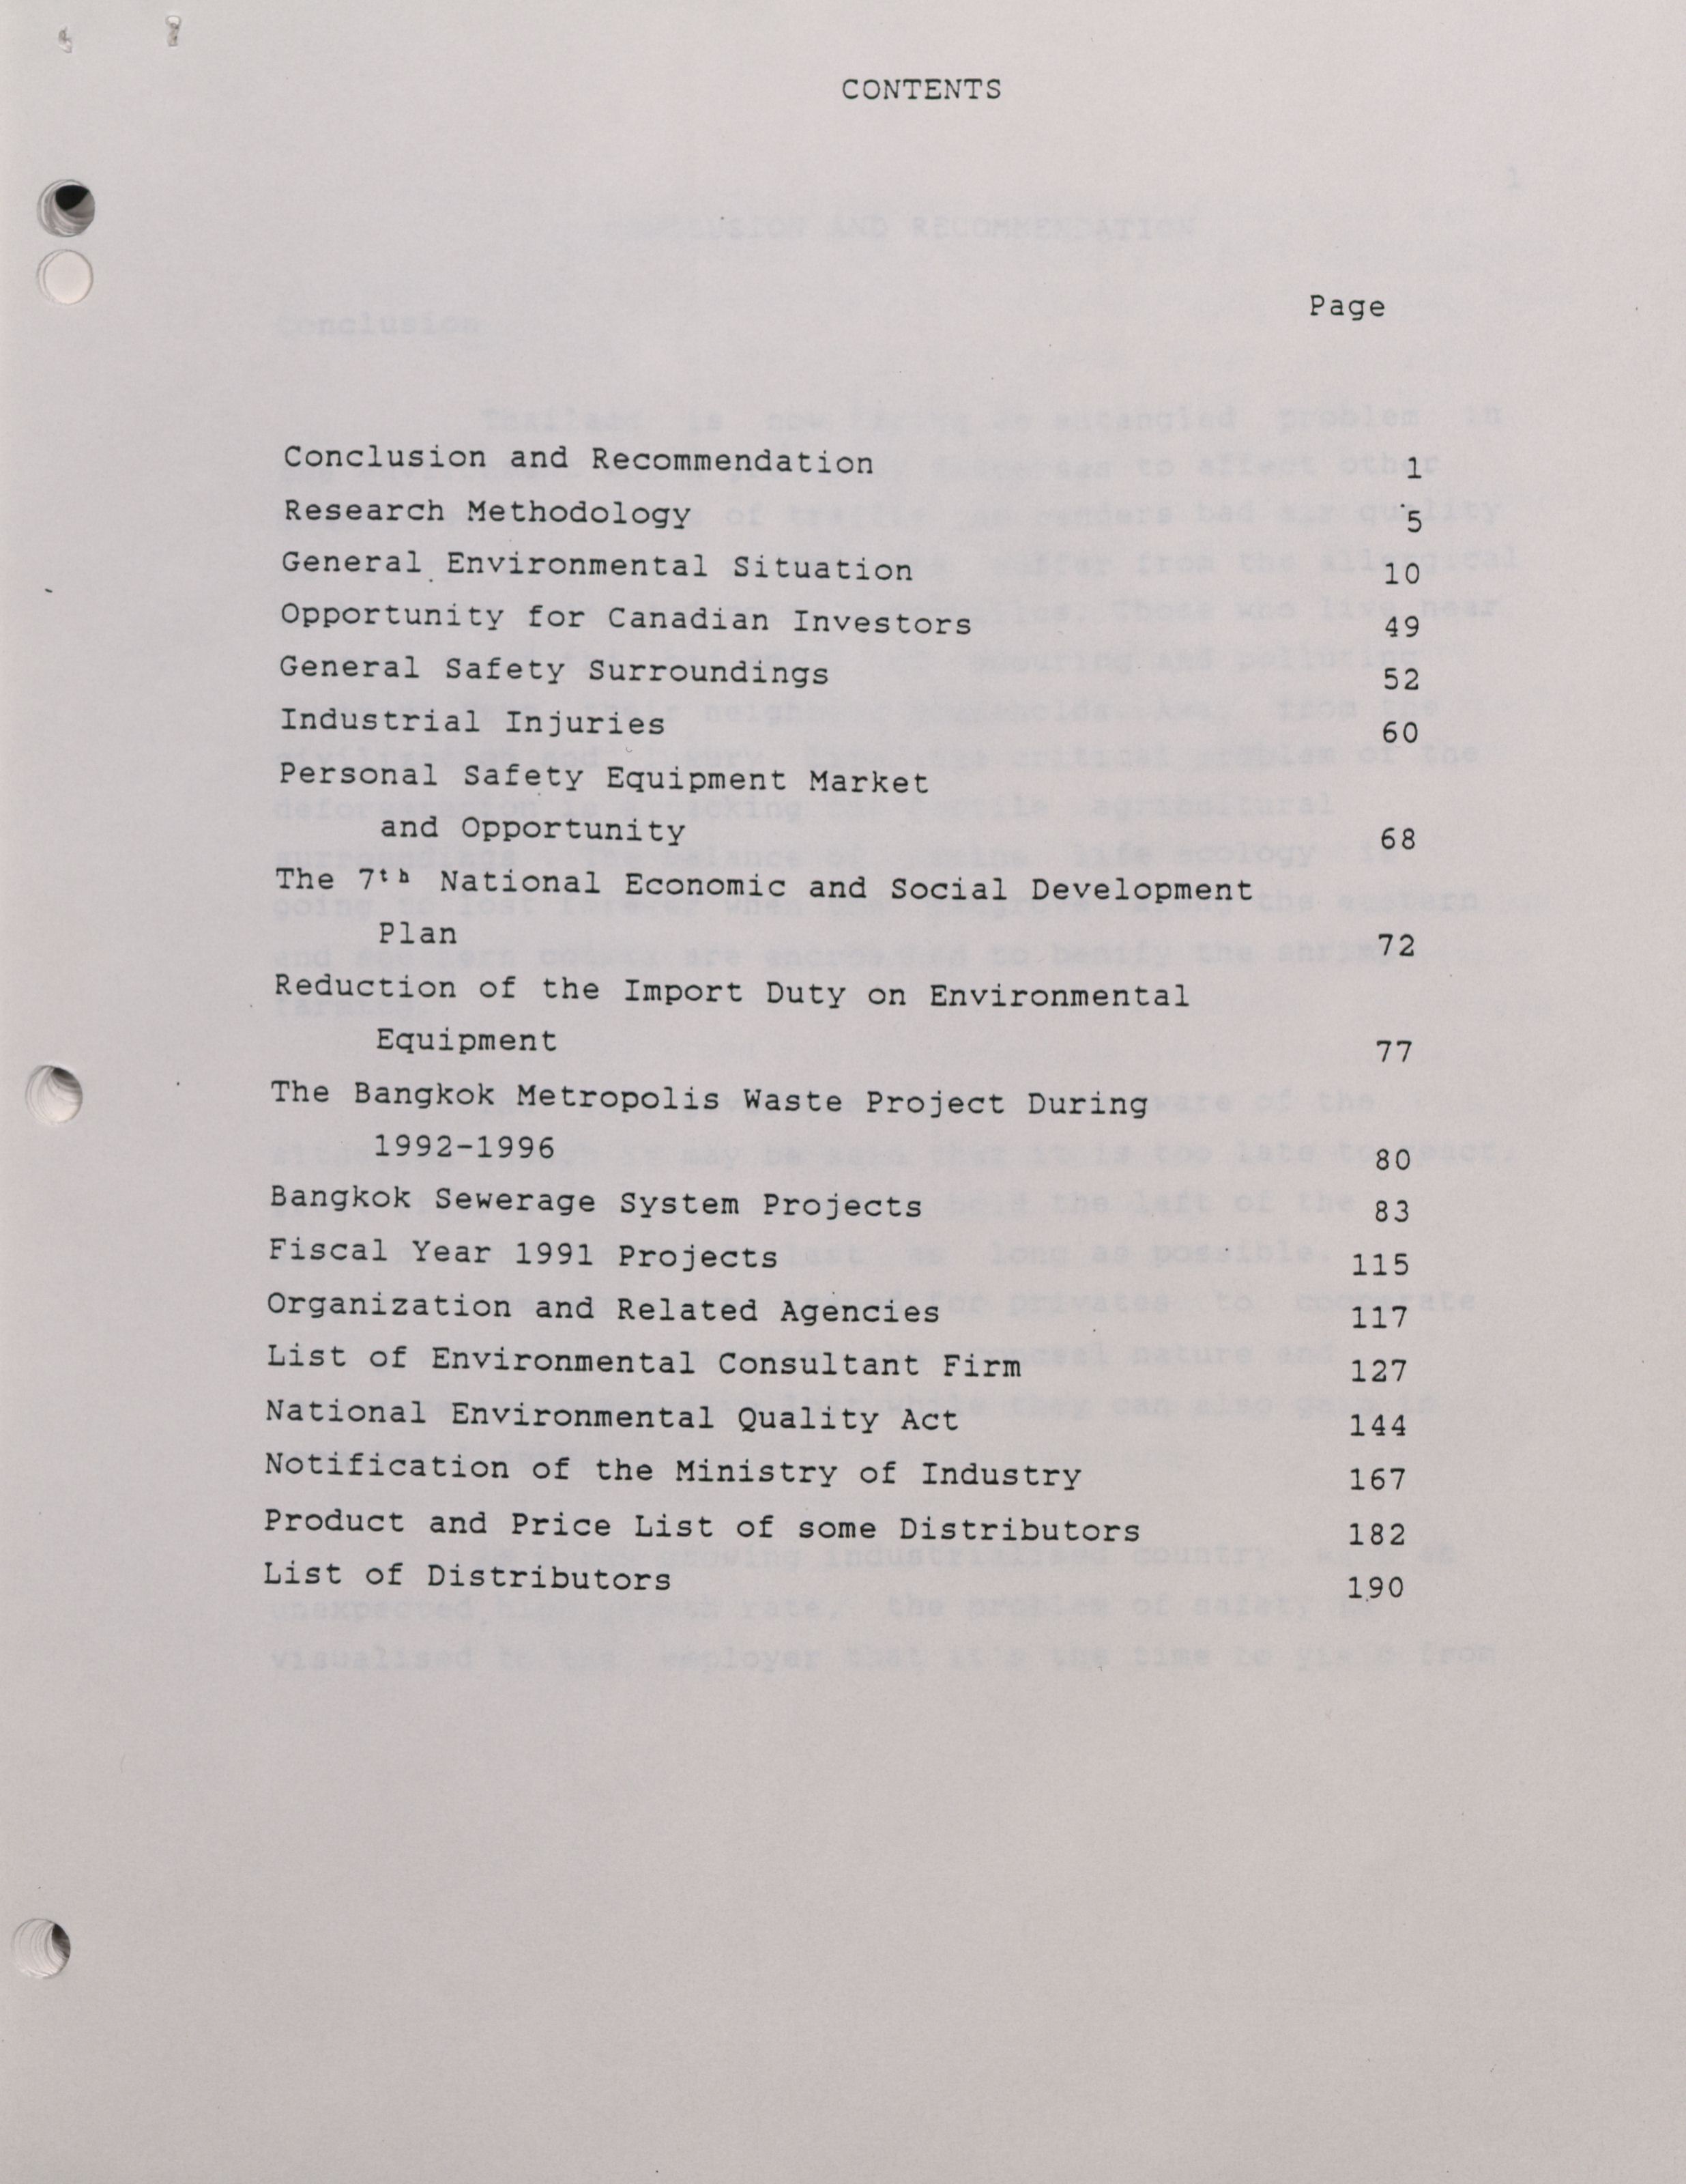 CONTENTS
Page
Conclusion and Recommendation 1
Research Methodology 5
General Environmental Situation 10
Opportunity for Canadian Investors 49
General Safety Surroundings 52
Industrial Injuries 60
Personal Safety Equipment Market
and Opportunity 68
The 7th National Economic and Social Development
Plan 72
Reduction of the Import Duty on Environmental
Equipment 77
The Bangkok Metropolis Waste Project During
1992-1996 80
Bangkok Sewerage System Projects 83
Fiscal Year 1991 Projects 115
Organization and Related Agencies 117
List of Environmental Consultant Firm 127
National Environmental Quality Act 144
Notification of the Ministry of Industry 167
Product and Price List of some Distributors 182
List of Distributors 190